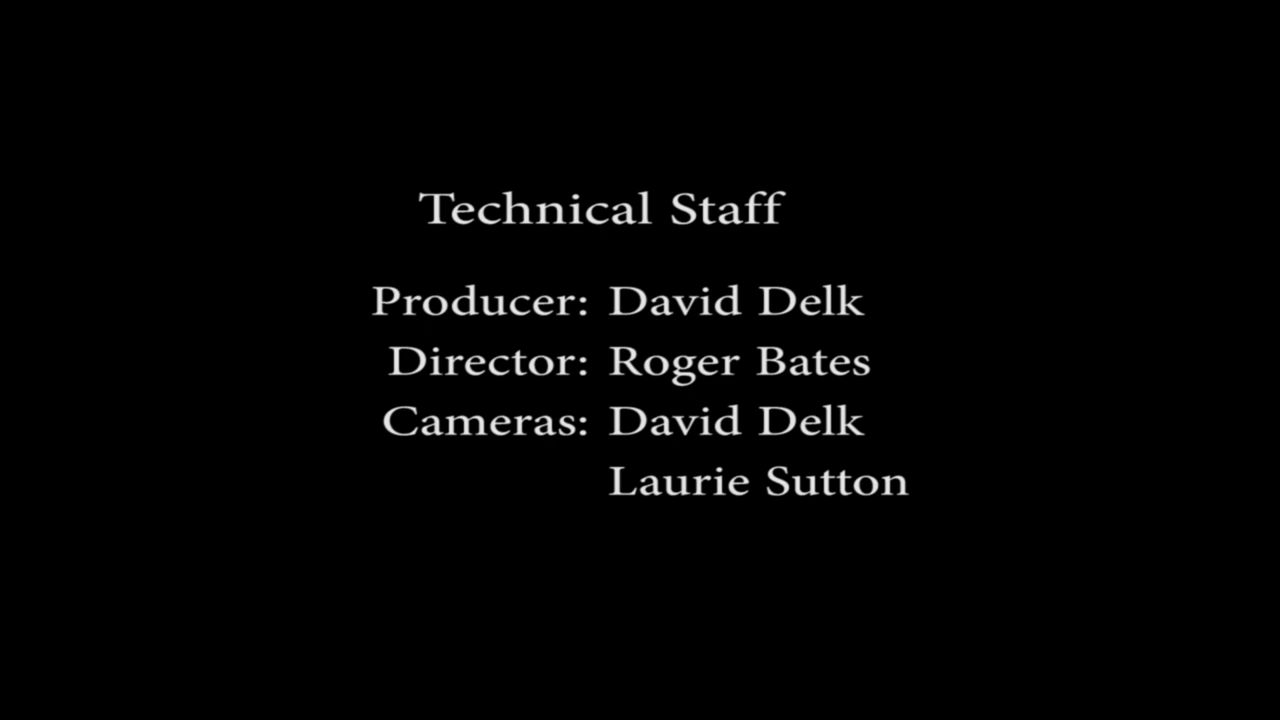 Technical Staff
Producer: David Delk
Director: Roger Bates
Cameras: David Delk
Laurie Sutton